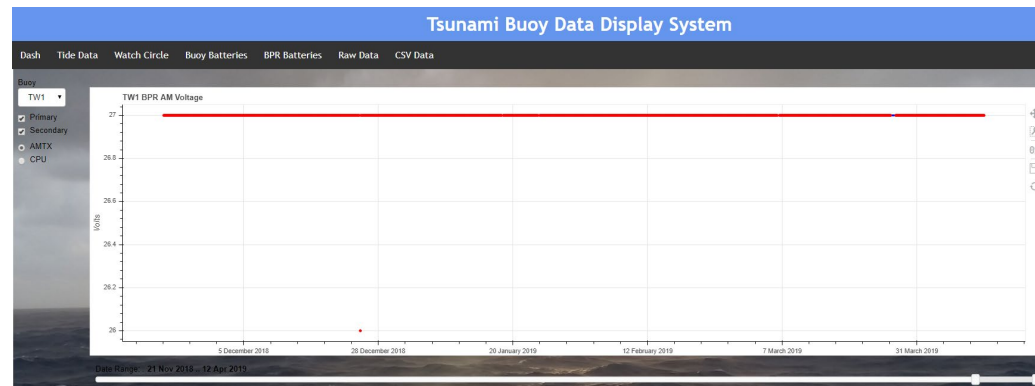 Tsunami Buoy Data Display System
Dash Tide Data Watch Circle Buoy Batteries BPR Batteries Raw Data CSV Data
Buoy
TW1
Primary
Secondary
AMTX
CPU
TW1 BPR AM Voltage
27
26.8
26.6
26.4
26.2
26
Volts
5 December 2018 28 December 2018 20 January 2019 12 February 2019 7 March 2019 31 March 2019
Date Range: 21 Nov 2018 .. 12 Apr 2019